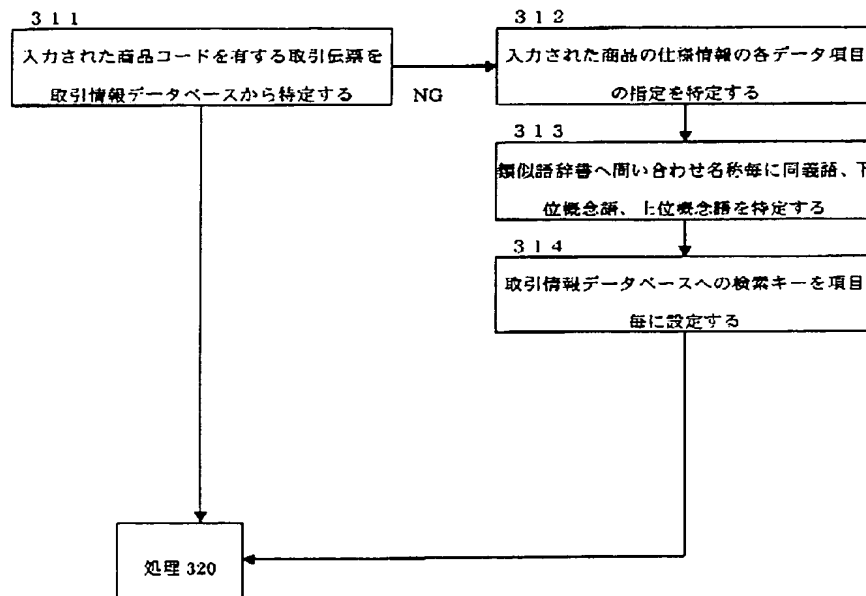 311
入力された商品コードを有する取引伝票を
取引情報データベースから特定する
NG
312
入力された商品の仕様情報の各データ項目
の指定を特定する
313
類似語辞書へ問い合わせ名称毎に同義語、下
位概念語、上位概念語を特定する
314
取引情報データベースへの検索キーを項目
毎に設定する
処理 320